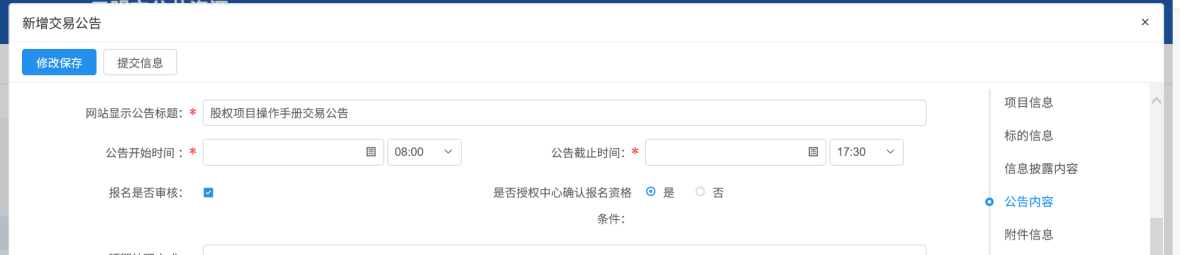 新增交易公告
×
修改保存 提交信息
网站显示公告标题：* 股权项目操作手册交易公告
公告开始时间：* 08:00 公告截止时间：* 17:30
报名是否审核： 是否授权中心确认报名资格条件： 是 否
项目信息
标的信息
信息披露内容
公告内容
附件信息